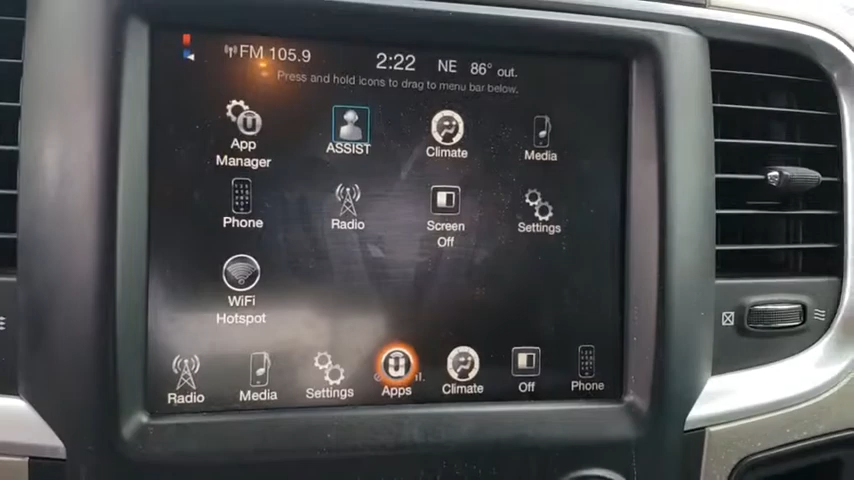 FM 105.9 2:22 NE 86° out.
Press and hold icons to drag to menu bar below.
App
Manager
ASSIST
Climate
Media
Phone
Radio
Screen
Off
Settings
WiFi
Hotspot
Radio
Media
Settings
Apps
Climate
Off
Phone